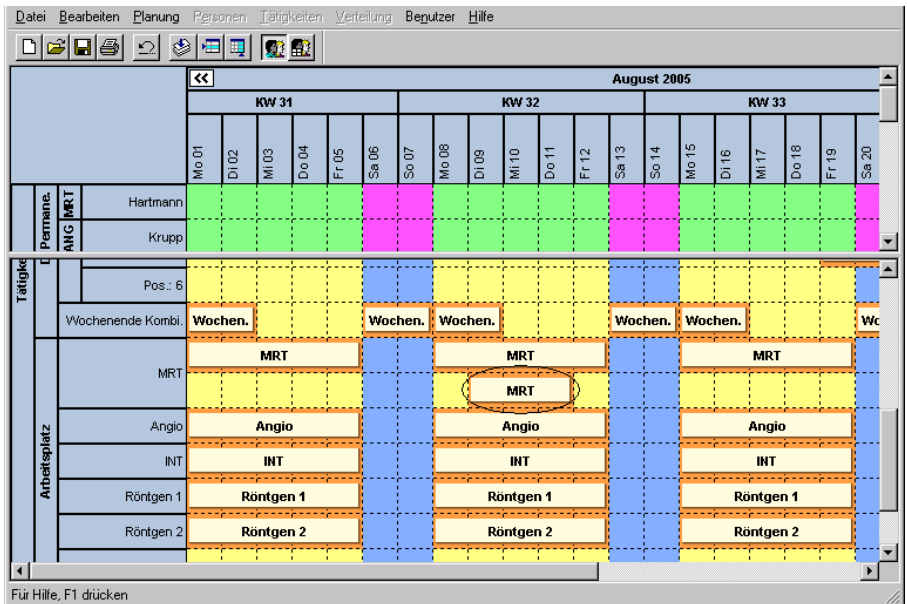 Datei Bearbeiten Planung Personen Tätigkeiten Verteilung Benutzer Hilfe
<< August 2005
KW 31 KW 32 KW 33
Mo 01 Di 02 Mi 03 Do 04 Fr 05 Sa 06 So 07 Mo 08 Di 09 Mi 10 Do 11 Fr 12 Sa 13 So 14 Mo 15 Di 16 Mi 17 Do 18 Fr 19 Sa 20
Permane. MRT Hartmann
ANG Krupp
Tätigke
Pos.: 6
Wochenende Kombi. Wochen. Wochen. Wochen. Wochen. Wochen. Wo
Arbeitsplatz
MRT MRT MRT MRT
MRT
Angio Angio Angio Angio
INT INT INT INT
Röntgen 1 Röntgen 1 Röntgen 1 Röntgen 1
Röntgen 2 Röntgen 2 Röntgen 2 Röntgen 2
Für Hilfe, F1 drücken